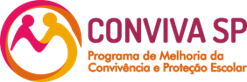 CONVIVA SP
Programa de Melhoria da
Convivência e Proteção Escolar